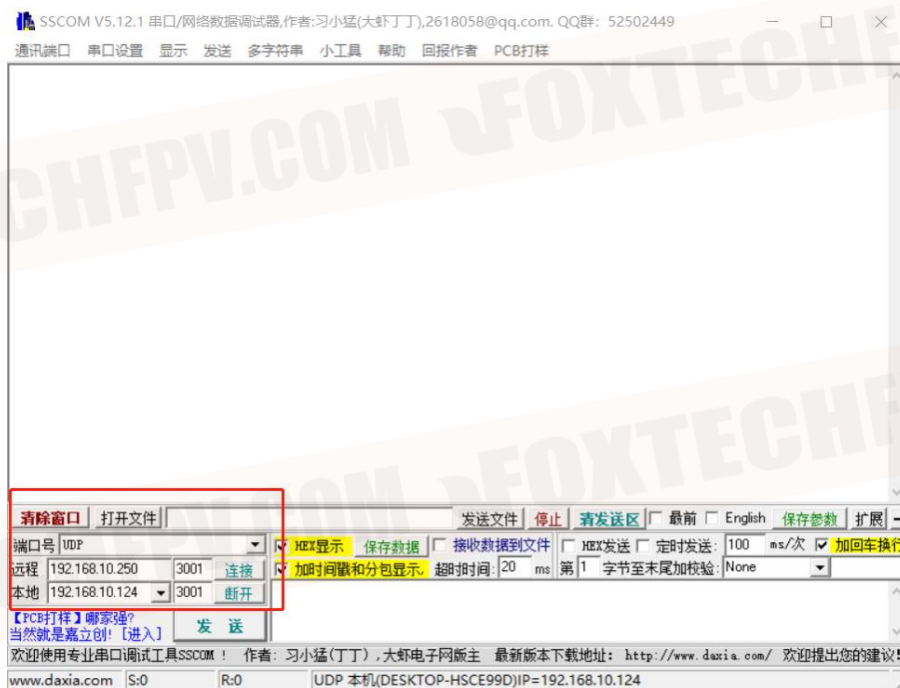 SSCOM V5.12.1 串口/网络数据调试器,作者:习小猛(大虾丁丁),2618058@qq.com. QQ群: 52502449
通讯端口 串口设置 显示 发送 多字符串 小工具 帮助 回报作者 PCB打样
FOXTECHF
CHFPV.COM
FOXTECHF
CHFPV.COM
清除窗口 打开文件 发送文件 停止 清发送区 最前 English 保存参数 扩展
端口号 UDP HEX显示 保存数据 接收数据到文件 HEX发送 定时发送: 100 ms/次 加回车换行
远程 192.168.10.250 3001 连接 加时间戳和分包显示, 超时时间: 20 ms 第 1 字节至末尾加校验: None
本地 192.168.10.124 3001 断开
【PCB打样】哪家强?
当然就是嘉立创! [进入] 发 送
欢迎使用专业串口调试工具SSCOM ! 作者: 习小猛(丁丁),大虾电子网版主 最新版本下载地址: http://www.daxia.com/ 欢迎提出您的建议!
www.daxia.com S:0 R:0 UDP 本机(DESKTOP-HSCE99D)IP=192.168.10.124